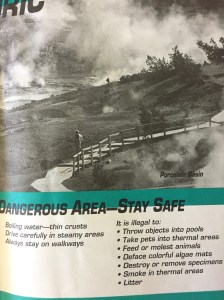 RIC
Porcelain Basin
DANGEROUS AREA—STAY SAFE
Boiling water—thin crusts
Drive carefully in steamy areas
Always stay on walkways
It is illegal to:
• Throw objects into pools
• Take pets into thermal areas
• Feed or molest animals
• Deface colorful algae mats
• Destroy or remove specimens
• Smoke in thermal areas
• Litter